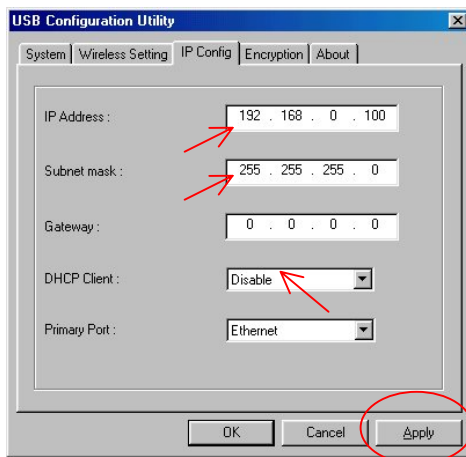 USB Configuration Utility
System Wireless Setting IP Config Encryption About
IP Address : 192 . 168 . 0 . 100
Subnet mask : 255 . 255 . 255 . 0
Gateway : 0 . 0 . 0 . 0
DHCP Client : Disable
Primary Port : Ethernet
OK Cancel Apply